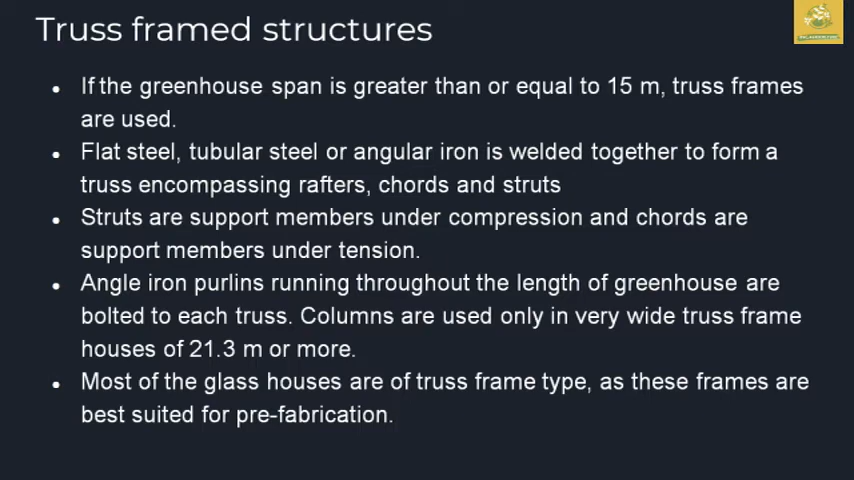 Truss framed structures
• If the greenhouse span is greater than or equal to 15 m, truss frames
are used.
• Flat steel, tubular steel or angular iron is welded together to form a
truss encompassing rafters, chords and struts
• Struts are support members under compression and chords are
support members under tension.
• Angle iron purlins running throughout the length of greenhouse are
bolted to each truss. Columns are used only in very wide truss frame
houses of 21.3 m or more.
• Most of the glass houses are of truss frame type, as these frames are
best suited for pre-fabrication.